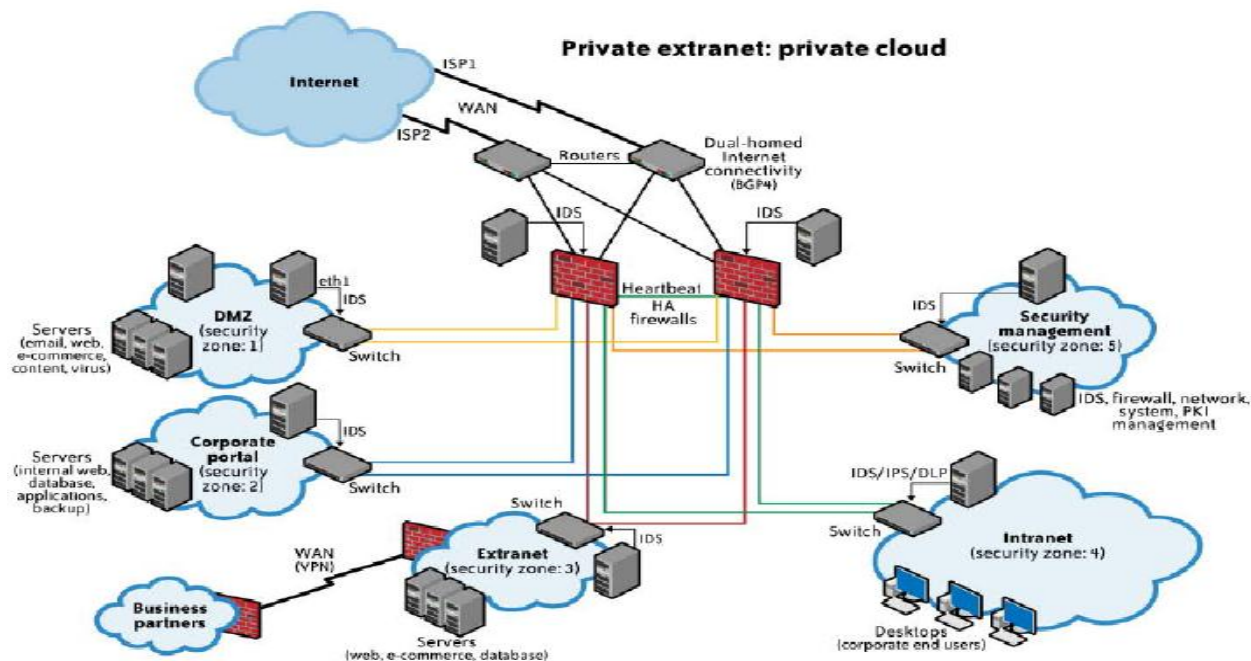 Private extranet: private cloud
Internet
ISP1
WAN
ISP2
Routers
Dual-homed
Internet
connectivity
(BGP4)
IDS
IDS
Heartbeat
HA
firewalls
eth1
IDS
DMZ
(security
zone: 1)
Servers
(email, web,
e-commerce,
content, virus)
Switch
IDS
Security
management
(security zone: 5)
Switch
IDS, firewall, network,
system, PKI
management
IDS
Corporate
portal
(security
zone: 2)
Servers
(internal web,
database,
applications,
backup)
Switch
IDS/IPS/DLP
Switch
Intranet
(security zone: 4)
Desktops
(corporate end users)
Switch
IDS
Extranet
(security zone: 3)
WAN
(VPN)
Business
partners
Servers
(web, e-commerce, database)